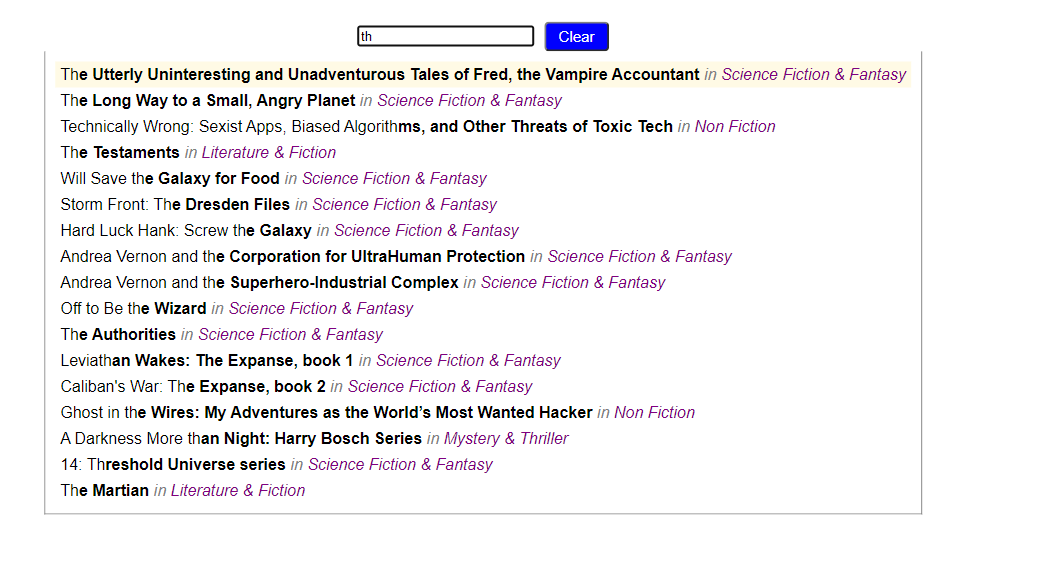 th Clear
The Utterly Uninteresting and Unadventurous Tales of Fred, the Vampire Accountant in Science Fiction & Fantasy
The Long Way to a Small, Angry Planet in Science Fiction & Fantasy
Technically Wrong: Sexist Apps, Biased Algorithms, and Other Threats of Toxic Tech in Non Fiction
The Testaments in Literature & Fiction
Will Save the Galaxy for Food in Science Fiction & Fantasy
Storm Front: The Dresden Files in Science Fiction & Fantasy
Hard Luck Hank: Screw the Galaxy in Science Fiction & Fantasy
Andrea Vernon and the Corporation for UltraHuman Protection in Science Fiction & Fantasy
Andrea Vernon and the Superhero-Industrial Complex in Science Fiction & Fantasy
Off to Be the Wizard in Science Fiction & Fantasy
The Authorities in Science Fiction & Fantasy
Leviathan Wakes: The Expanse, book 1 in Science Fiction & Fantasy
Caliban's War: The Expanse, book 2 in Science Fiction & Fantasy
Ghost in the Wires: My Adventures as the World’s Most Wanted Hacker in Non Fiction
A Darkness More than Night: Harry Bosch Series in Mystery & Thriller
14: Threshold Universe series in Science Fiction & Fantasy
The Martian in Literature & Fiction